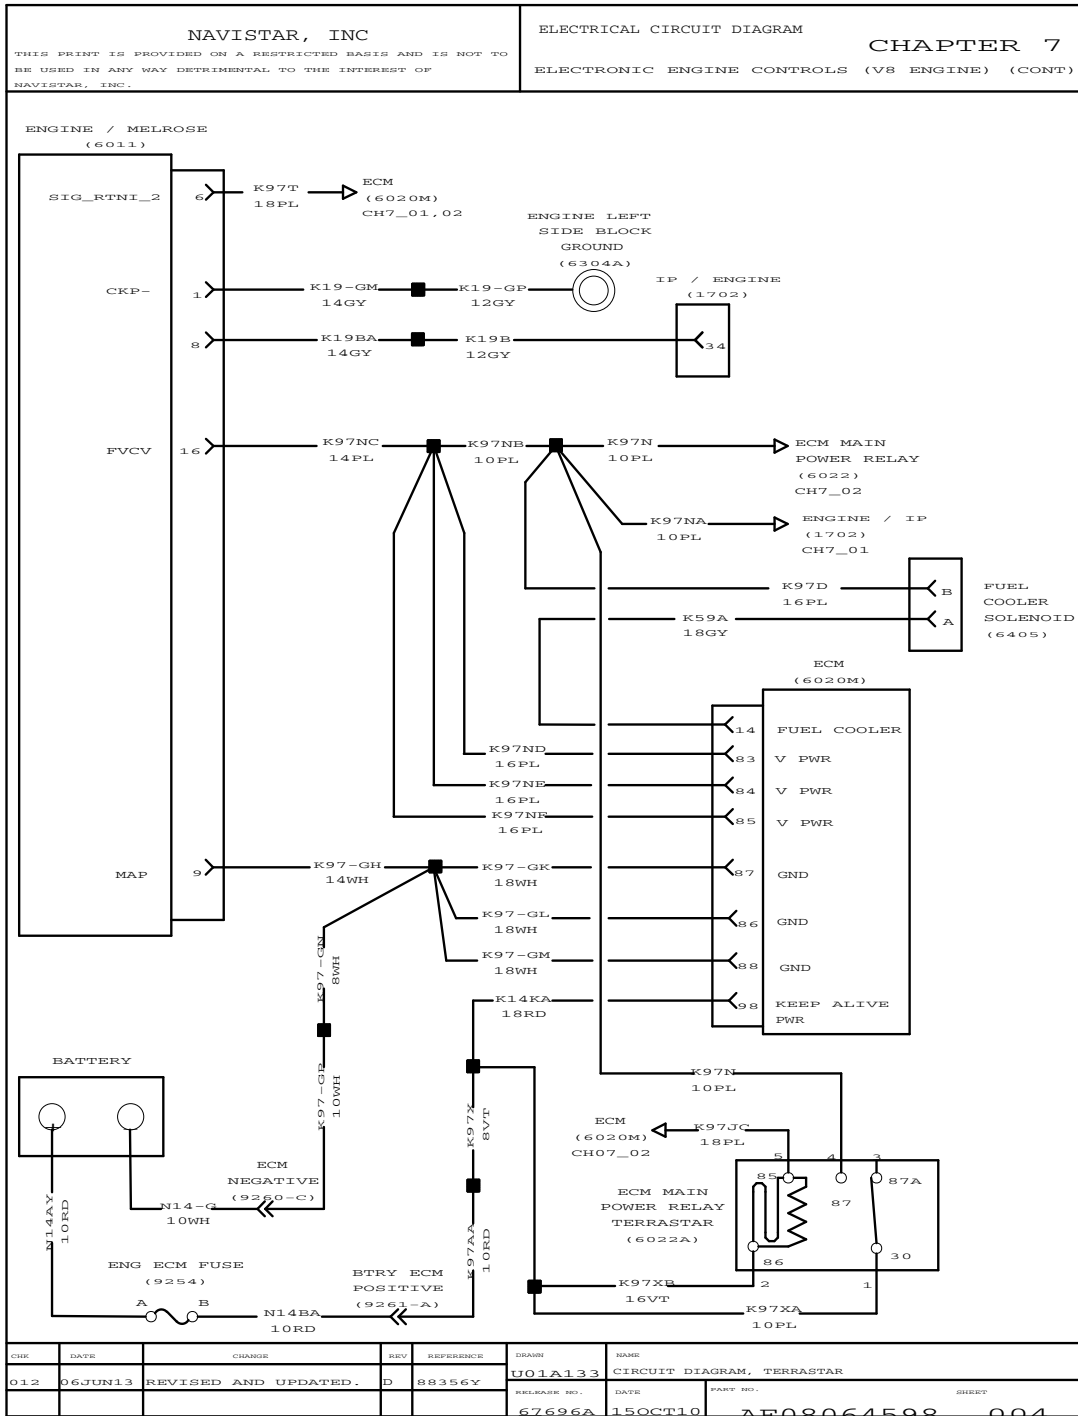 NAVISTAR, INC
THIS PRINT IS PROVIDED ON A RESTRICTED BASIS AND IS NOT TO
BE USED IN ANY WAY DETRIMENTAL TO THE INTEREST OF
NAVISTAR, INC.
ELECTRICAL CIRCUIT DIAGRAM
CHAPTER 7
ELECTRONIC ENGINE CONTROLS (V8 ENGINE) (CONT)
ENGINE / MELROSE
(6011)
SIG_RTNI_2
6
K97T
18PL
ECM
(6020M)
CH7_01,02
ENGINE LEFT
SIDE BLOCK
GROUND
(6304A)
CKP-
1
K19-GM
14GY
K19-GP
12GY
IP / ENGINE
(1702)
8
K19BA
14GY
K19B
12GY
34
FVCV
16
K97NC
14PL
K97NB
10PL
K97N
10PL
ECM MAIN
POWER RELAY
(6022)
CH7_02
K97NA
10PL
ENGINE / IP
(1702)
CH7_01
K97D
16PL
B
K59A
18GY
A
FUEL
COOLER
SOLENOID
(6405)
ECM
(6020M)
14
FUEL COOLER
K97ND
16PL
83
V PWR
K97NE
16PL
84
V PWR
K97NF
16PL
85
V PWR
MAP
9
K97-GH
14WH
K97-GK
18WH
87
GND
K97-GL
18WH
86
GND
K97-GM
18WH
88
GND
K14KA
18RD
98
KEEP ALIVE
PWR
K97-GN
8WH
K97-GR
10WH
BATTERY
K97X
8VT
K97N
10PL
ECM
(6020M)
CH07_02
K97JC
18PL
5
4
3
85
87
87A
ECM
NEGATIVE
(9260-C)
N14-G
10WH
N14AY
10RD
ECM MAIN
POWER RELAY
TERRASTAR
(6022A)
30
86
K97AA
10RD
ENG ECM FUSE
(9254)
A
B
BTRY ECM
POSITIVE
(9261-A)
N14BA
10RD
K97XB
16VT
2
1
K97XA
10PL
CHK DATE CHANGE REV REFERENCE
012 06JUN13 REVISED AND UPDATED. D 88356Y
DRAWN
U01A133
NAME
CIRCUIT DIAGRAM, TERRASTAR
RELEASE NO.
67696A
DATE
15OCT10
PART NO.
AF08064598
SHEET
004